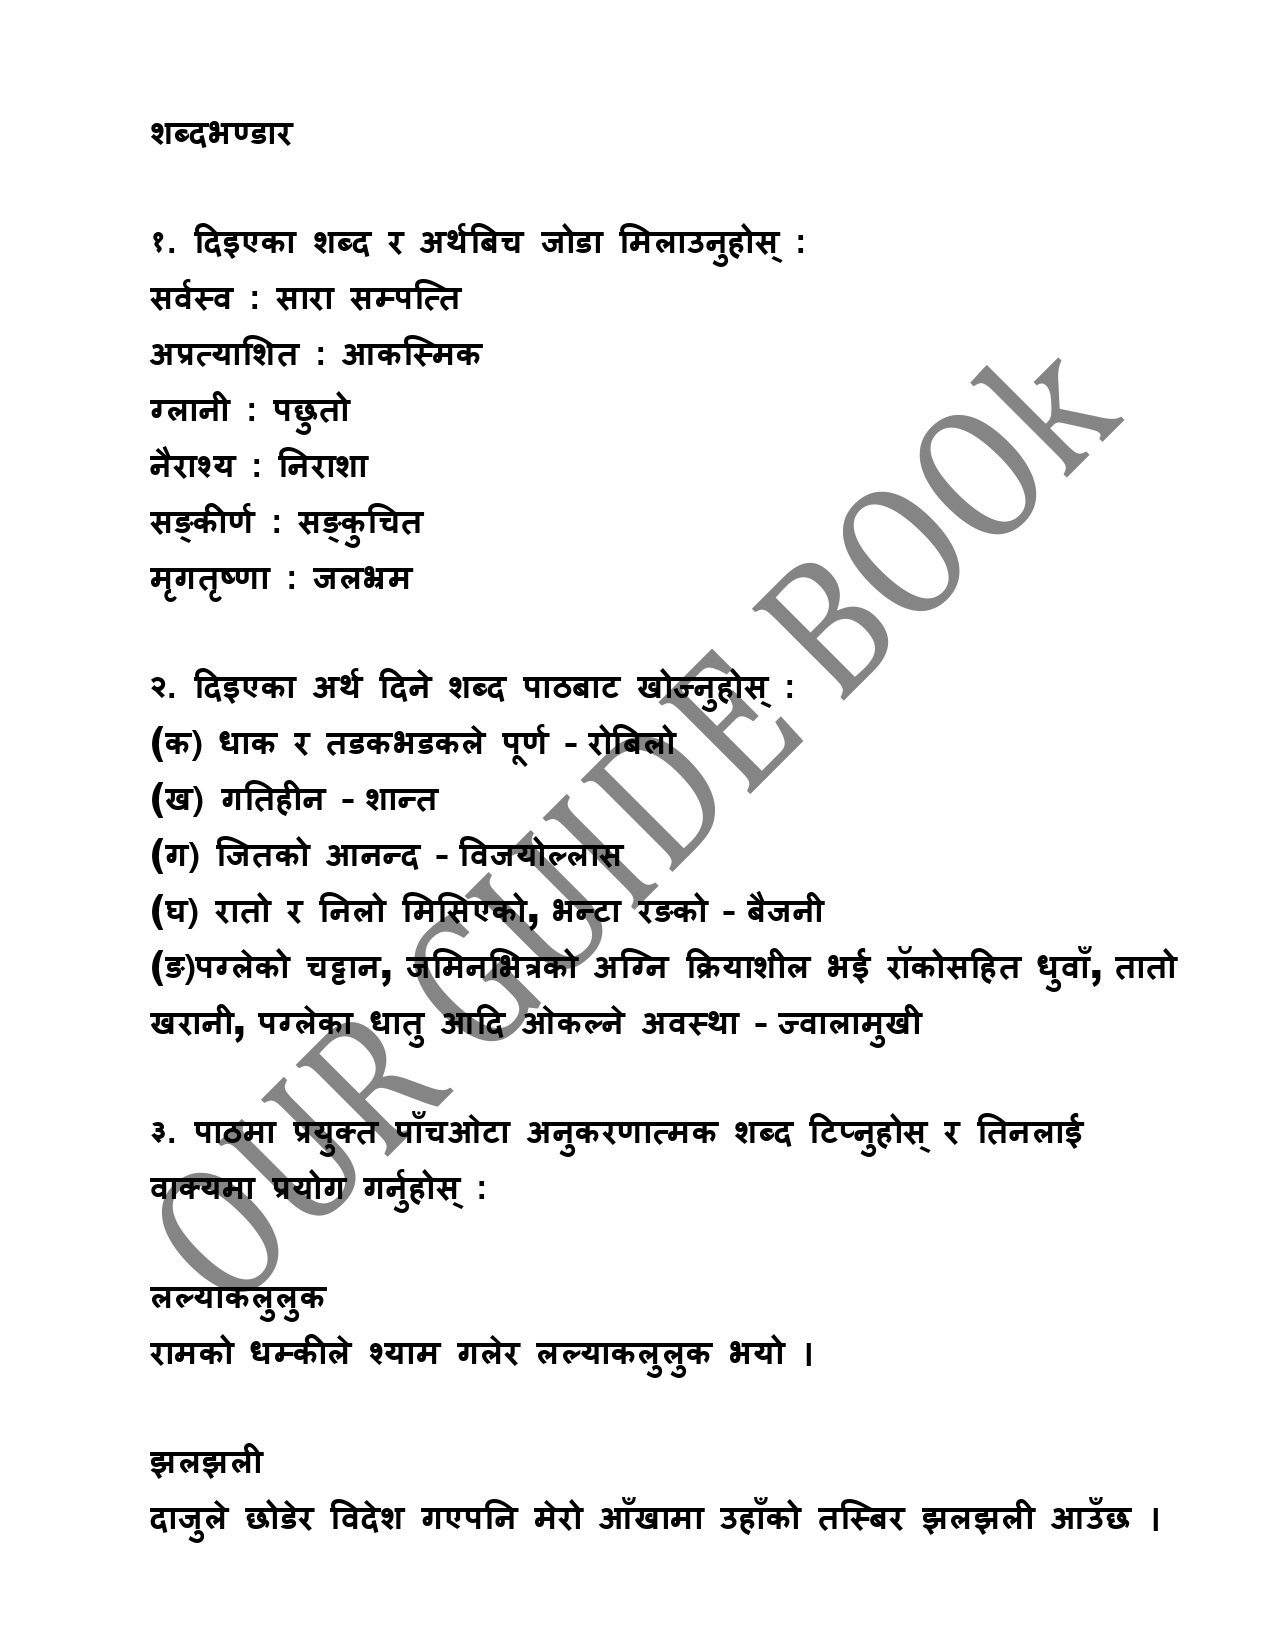 शब्दभण्डार
१. दिइएका शब्द र अर्थबिच जोडा मिलाउनुहोस् :
सर्वस्व : सारा सम्पत्ति
अप्रत्याशित : आकस्मिक
ग्लानी : पछुतो
नैराश्य : निराशा
सङ्कीर्ण : सङ्कुचित
मृगतृष्णा : जलभ्रम
२. दिइएका अर्थ दिने शब्द पाठबाट खोज्नुहोस् :
(क) धाक र तडकभडकले पूर्ण – रोबिलो
(ख) गतिहीन – शान्त
(ग) जितको आनन्द – विजयोल्लास
(घ) रातो र निलो मिसिएको, भन्टा रङको – बैजनी
(ङ)पग्लेको चट्टान, जमिनभित्रको अग्नि क्रियाशील भई रॉकोसहित धुवाँ, तातो
खरानी, पग्लेका धातु आदि ओकल्ने अवस्था – ज्वालामुखी
३. पाठमा प्रयुक्त पाँचओटा अनुकरणात्मक शब्द टिप्नुहोस् र तिनलाई
वाक्यमा प्रयोग गर्नुहोस् :
लल्याकलुलुक
रामको धम्कीले श्याम गलेर लल्याकलुलुक भयो ।
झलझली
दाजुले छोडेर विदेश गएपनि मेरो आँखामा उहाँको तस्बिर झलझली आउँछ ।
OUR GUIDE BOOk